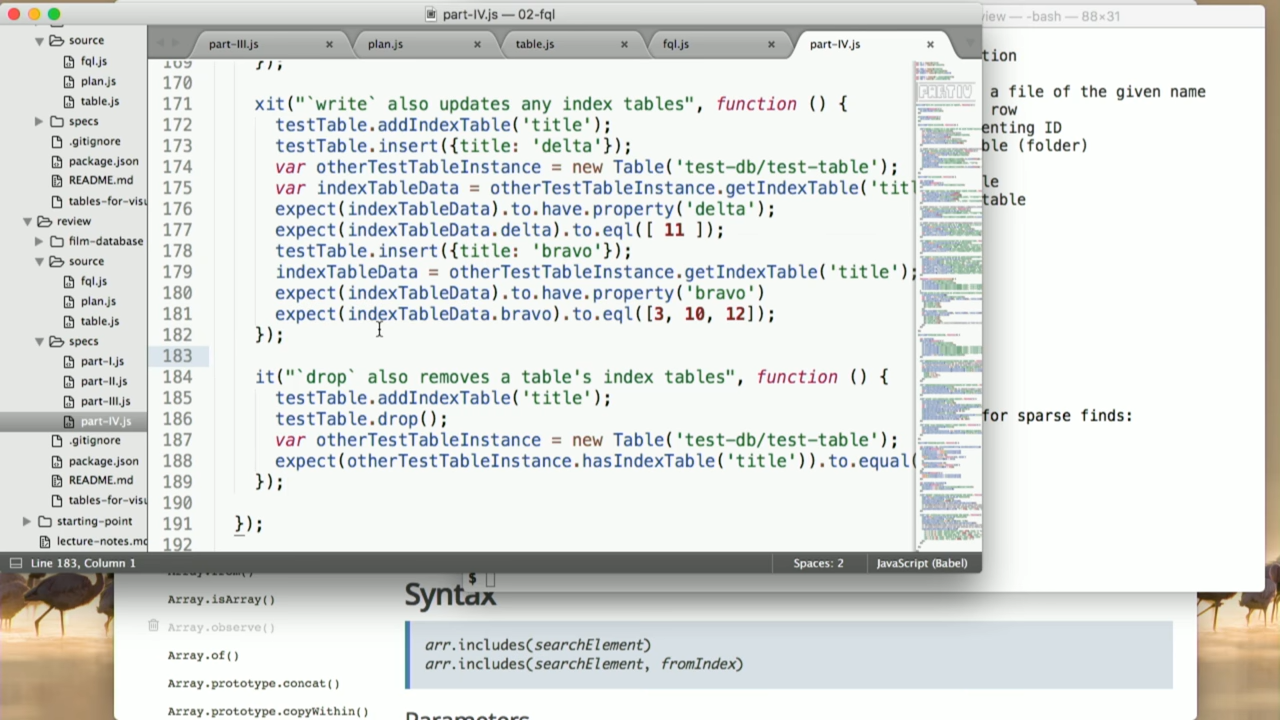 part-IV.js — 02-fql
view — -bash — 88×31
part-III.js
plan.js
table.js
fql.js
part-IV.js
source
fql.js
plan.js
table.js
specs
.gitignore
package.json
README.md
tables-for-visu
review
film-database
source
fql.js
plan.js
table.js
specs
part-I.js
part-II.js
part-III.js
part-IV.js
.gitignore
package.json
README.md
tables-for-visu
starting-point
lecture-notes.md
169 });
170
171 xit("`write` also updates any index tables", function () {
172 testTable.addIndexTable('title');
173 testTable.insert({title: 'delta'});
174 var otherTestTableInstance = new Table('test-db/test-table');
175 var indexTableData = otherTestTableInstance.getIndexTable('titl
176 expect(indexTableData).to.have.property('delta');
177 expect(indexTableData.delta).to.eql([ 11 ]);
178 testTable.insert({title: 'bravo'});
179 indexTableData = otherTestTableInstance.getIndexTable('title');
180 expect(indexTableData).to.have.property('bravo')
181 expect(indexTableData.bravo).to.eql([3, 10, 12]);
182 });
183
184 it("`drop` also removes a table's index tables", function () {
185 testTable.addIndexTable('title');
186 testTable.drop();
187 var otherTestTableInstance = new Table('test-db/test-table');
188 expect(otherTestTableInstance.hasIndexTable('title')).to.equal(
189 });
190
191 });
192
tion
a file of the given name
row
enting ID
ble (folder)
le
table
for sparse finds:
Line 183, Column 1
Spaces: 2
JavaScript (Babel)
$
Array.isArray()
Array.observe()
Array.of()
Array.prototype.concat()
Array.prototype.copyWithin()
Syntax
arr.includes(searchElement)
arr.includes(searchElement, fromIndex)
Parameters